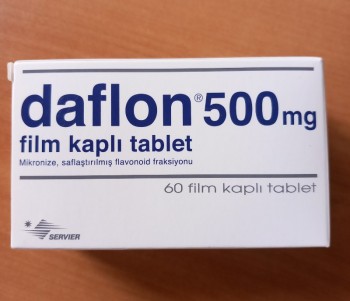 daflon® 500 mg
film kaplı tablet
Mikronize, saflaştırılmış flavonoid fraksiyonu
60 film kaplı tablet
SERVIER